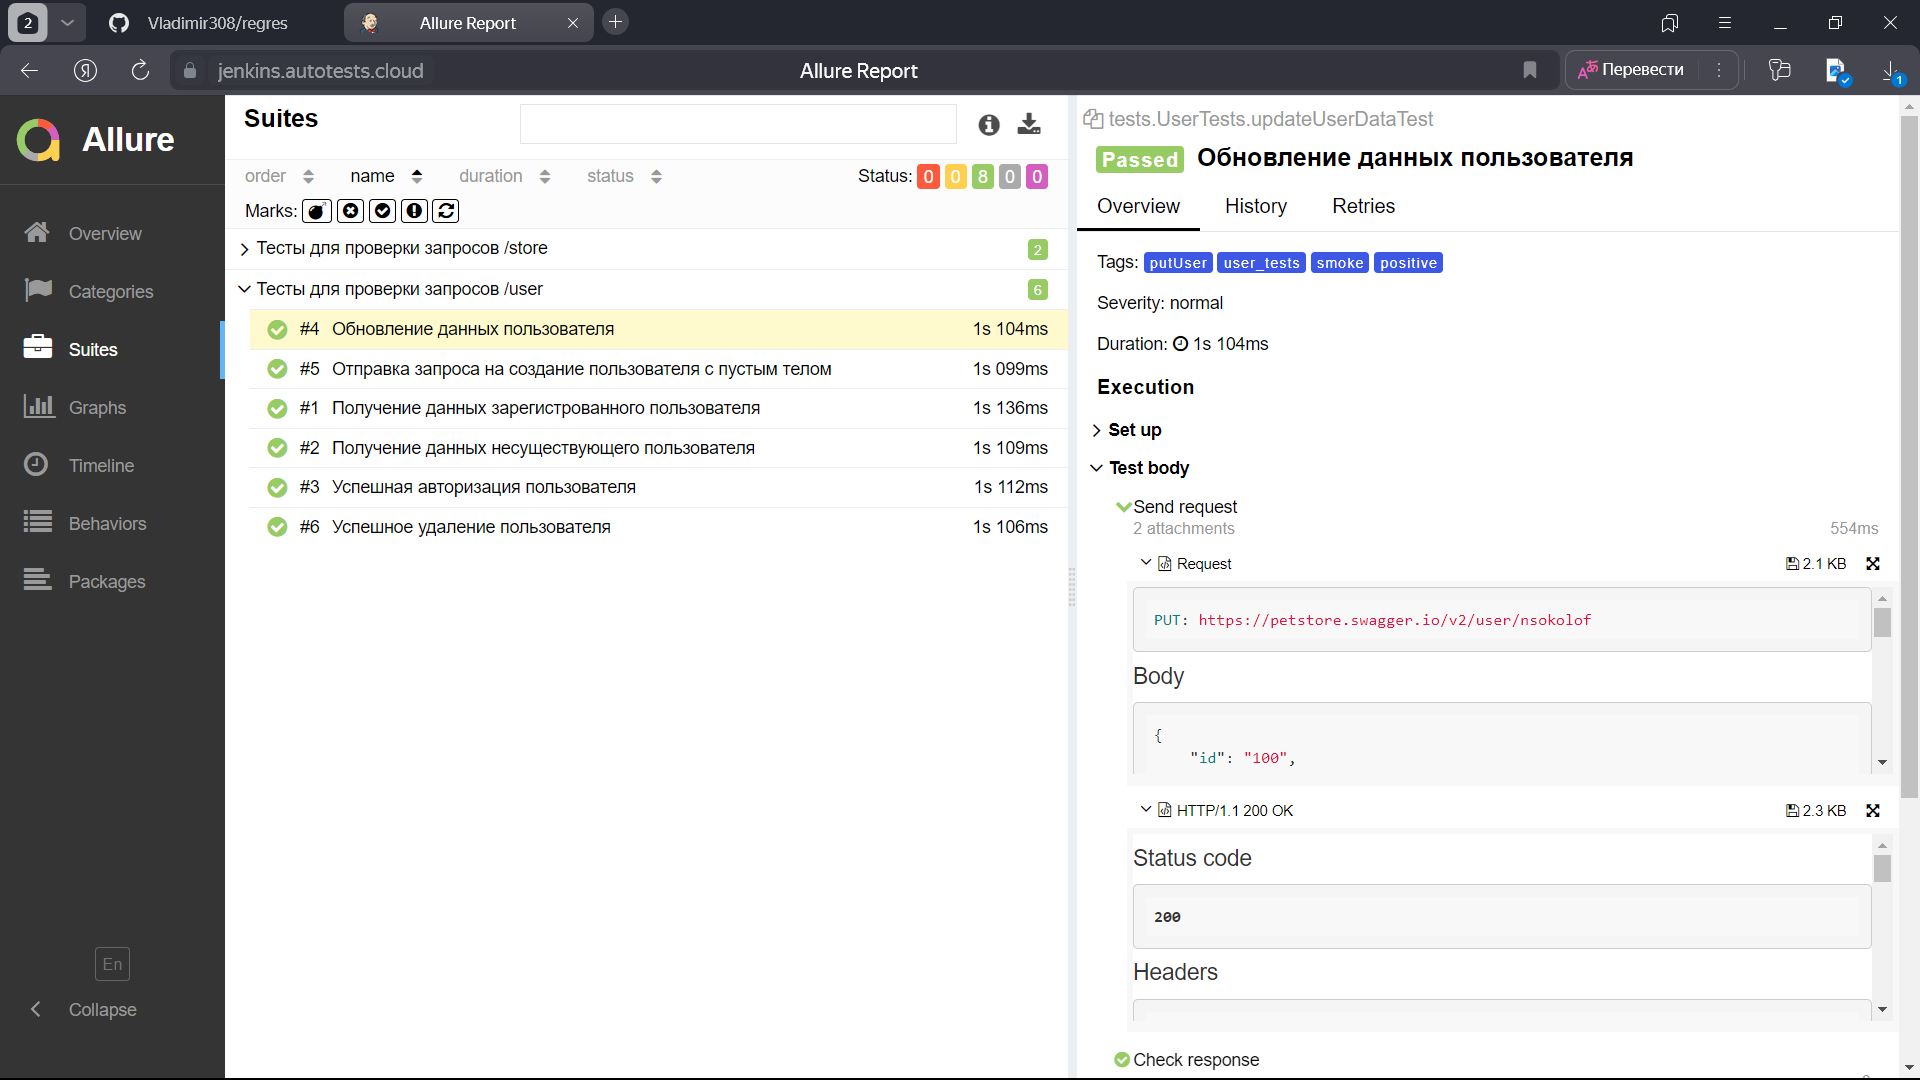 2
Vladimir308/regres
Allure Report
jenkins.autotests.cloud
Allure Report
Перевести
1
Allure
Overview
Categories
Suites
Graphs
Timeline
Behaviors
Packages
En
Collapse
Suites
order name duration status
Status: 0 0 8 0 0
Marks:
Тесты для проверки запросов /store 2
Тесты для проверки запросов /user 6
#4 Обновление данных пользователя 1s 104ms
#5 Отправка запроса на создание пользователя с пустым телом 1s 099ms
#1 Получение данных зарегистрованного пользователя 1s 136ms
#2 Получение данных несуществующего пользователя 1s 109ms
#3 Успешная авторизация пользователя 1s 112ms
#6 Успешное удаление пользователя 1s 106ms
tests.UserTests.updateUserDataTest
Passed Обновление данных пользователя
Overview History Retries
Tags: putUser user_tests smoke positive
Severity: normal
Duration: 1s 104ms
Execution
Set up
Test body
Send request
2 attachments 554ms
Request 2.1 KB
PUT: https://petstore.swagger.io/v2/user/nsokolof
Body
{
"id": "100",
HTTP/1.1 200 OK 2.3 KB
Status code
200
Headers
Check response